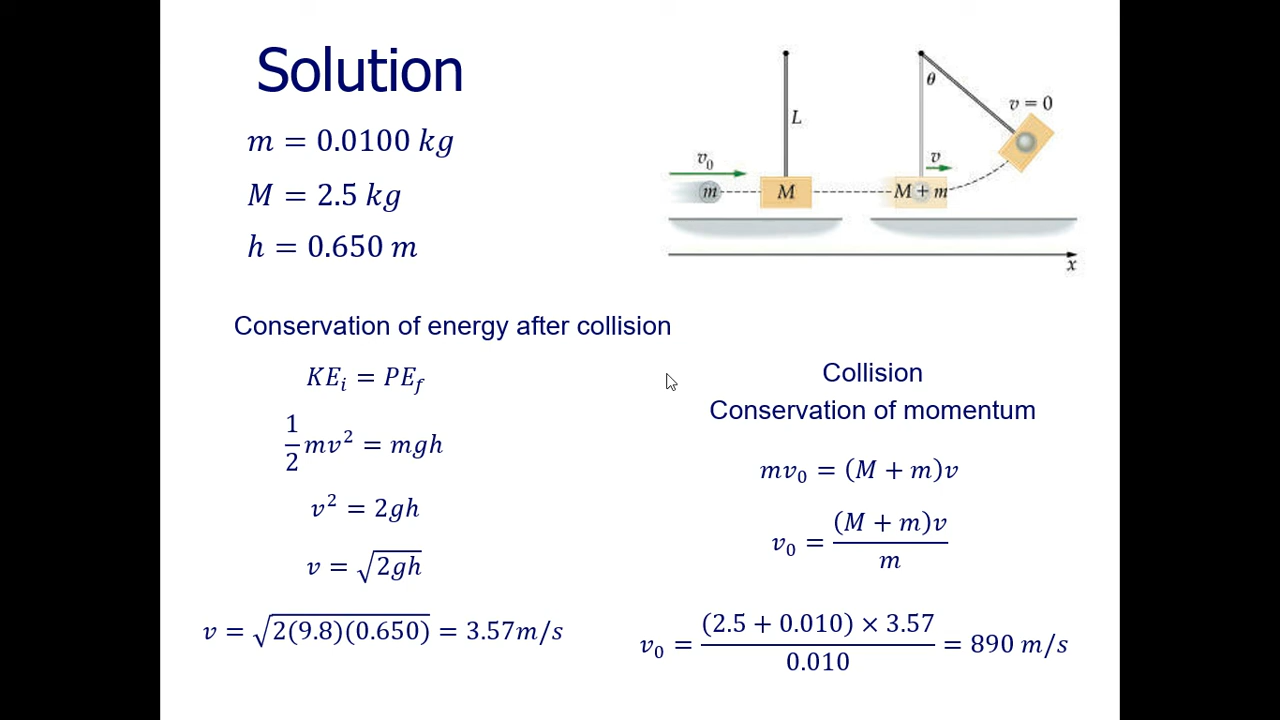 Solution
m = 0.0100 kg
M = 2.5 kg
h = 0.650 m
L
v₀
m
M
θ
v = 0
v
M + m
x
Conservation of energy after collision
KEᵢ = PE_f
1/2 mv² = mgh
v² = 2gh
v = √(2gh)
v = √(2(9.8)(0.650)) = 3.57m/s
Collision
Conservation of momentum
mv₀ = (M + m)v
v₀ = (M + m)v / m
v₀ = (2.5 + 0.010) × 3.57 / 0.010 = 890 m/s